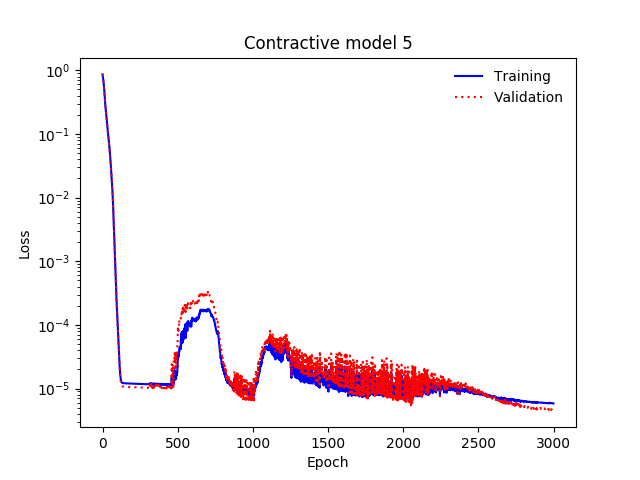 Contractive model 5
Training
Validation
10⁰
10⁻¹
10⁻²
10⁻³
10⁻⁴
10⁻⁵
Loss
0 500 1000 1500 2000 2500 3000
Epoch